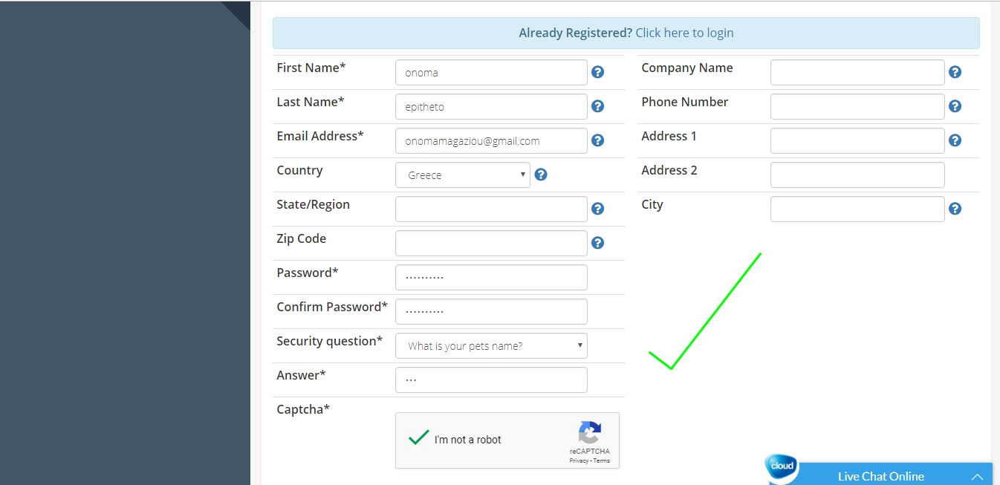 Already Registered? Click here to login
First Name*
onoma
Last Name*
epitheto
Email Address*
onomamagaziou@gmail.com
Country
Greece
State/Region
Zip Code
Password*
..........
Confirm Password*
..........
Security question*
What is your pets name?
Answer*
...
Captcha*
I'm not a robot
reCAPTCHA
Privacy - Terms
Company Name
Phone Number
Address 1
Address 2
City
cloud
Live Chat Online